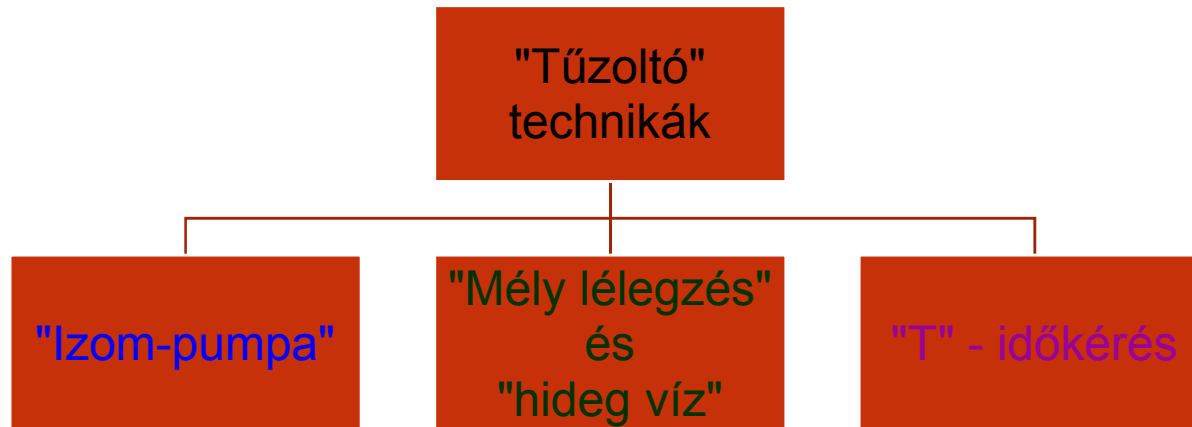 "Tűzoltó"
technikák
"Izom-pumpa"
"Mély lélegzés"
és
"hideg víz"
"T" - időkérés